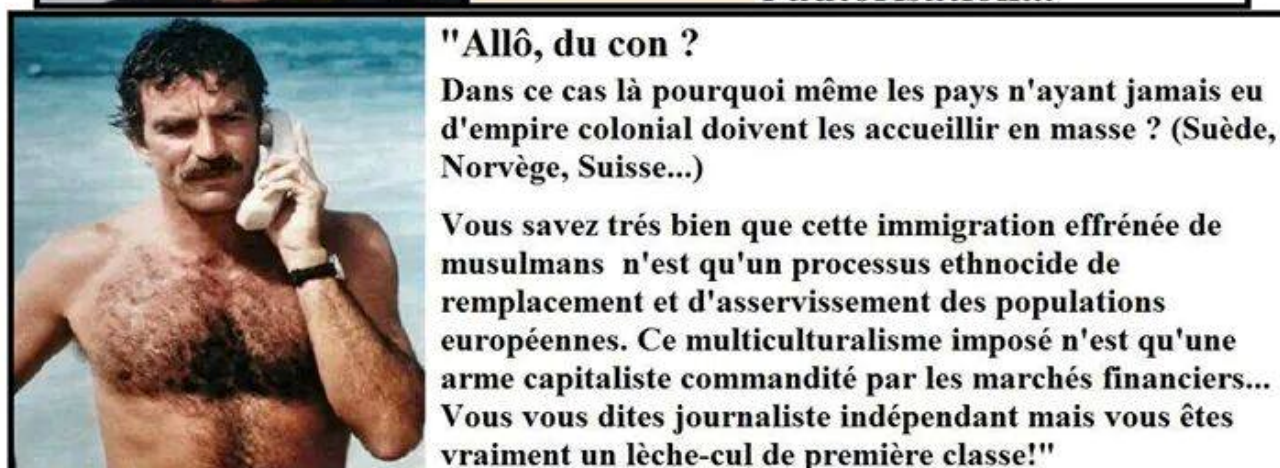 "Allô, du con ?
Dans ce cas là pourquoi même les pays n'ayant jamais eu
d'empire colonial doivent les accueillir en masse ? (Suède,
Norvège, Suisse...)
Vous savez trés bien que cette immigration effrénée de
musulmans n'est qu'un processus ethnocide de
remplacement et d'asservissement des populations
européennes. Ce multiculturalisme imposé n'est qu'une
arme capitaliste commandité par les marchés financiers...
Vous vous dites journaliste indépendant mais vous êtes
vraiment un lèche-cul de première classe!"